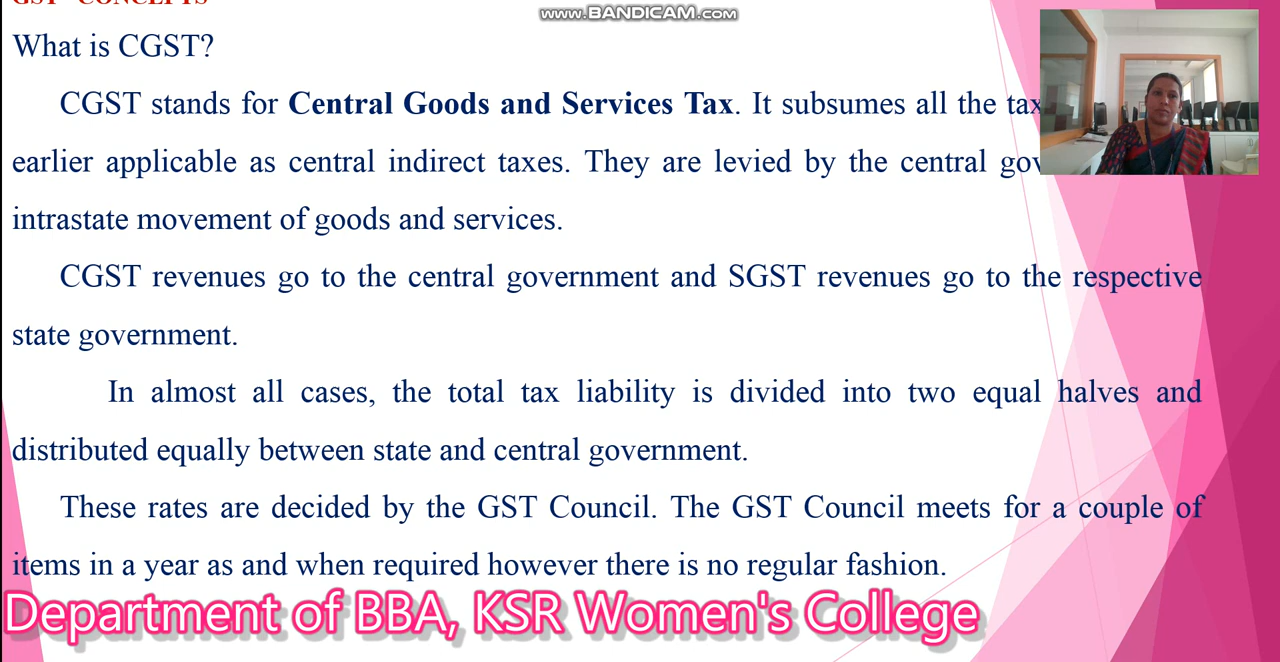 GST CONCEPTS
www.BANDICAM.com
What is CGST?
CGST stands for Central Goods and Services Tax. It subsumes all the tax
earlier applicable as central indirect taxes. They are levied by the central gov
intrastate movement of goods and services.
CGST revenues go to the central government and SGST revenues go to the respective
state government.
In almost all cases, the total tax liability is divided into two equal halves and
distributed equally between state and central government.
These rates are decided by the GST Council. The GST Council meets for a couple of
items in a year as and when required however there is no regular fashion.
Department of BBA, KSR Women's College